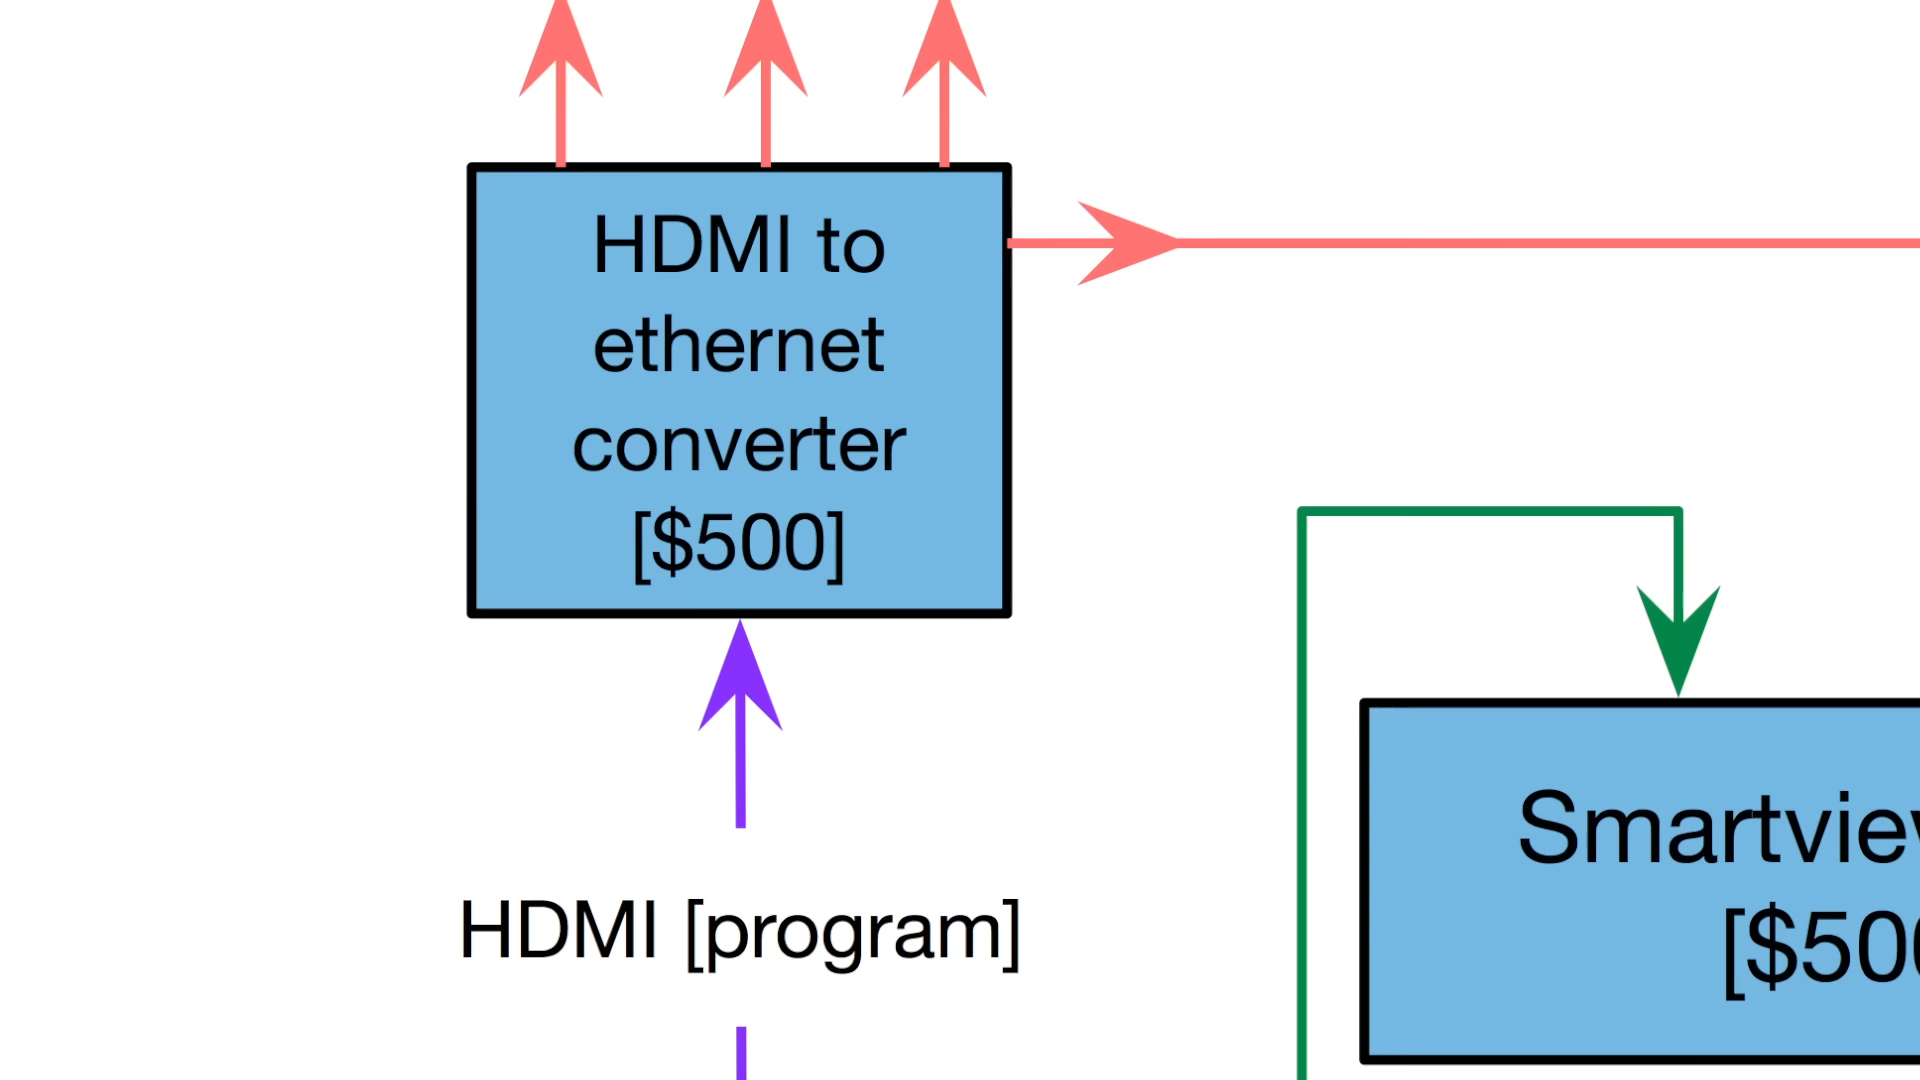 HDMI to
ethernet
converter
[$500]
HDMI [program]